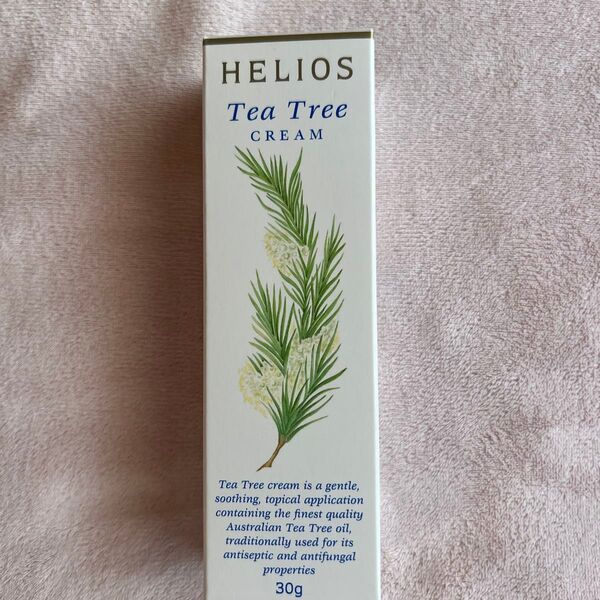 HELIOS
Tea Tree
CREAM
Tea Tree cream is a gentle,
soothing, topical application
containing the finest quality
Australian Tea Tree oil,
traditionally used for its
antiseptic and antifungal
properties
30g